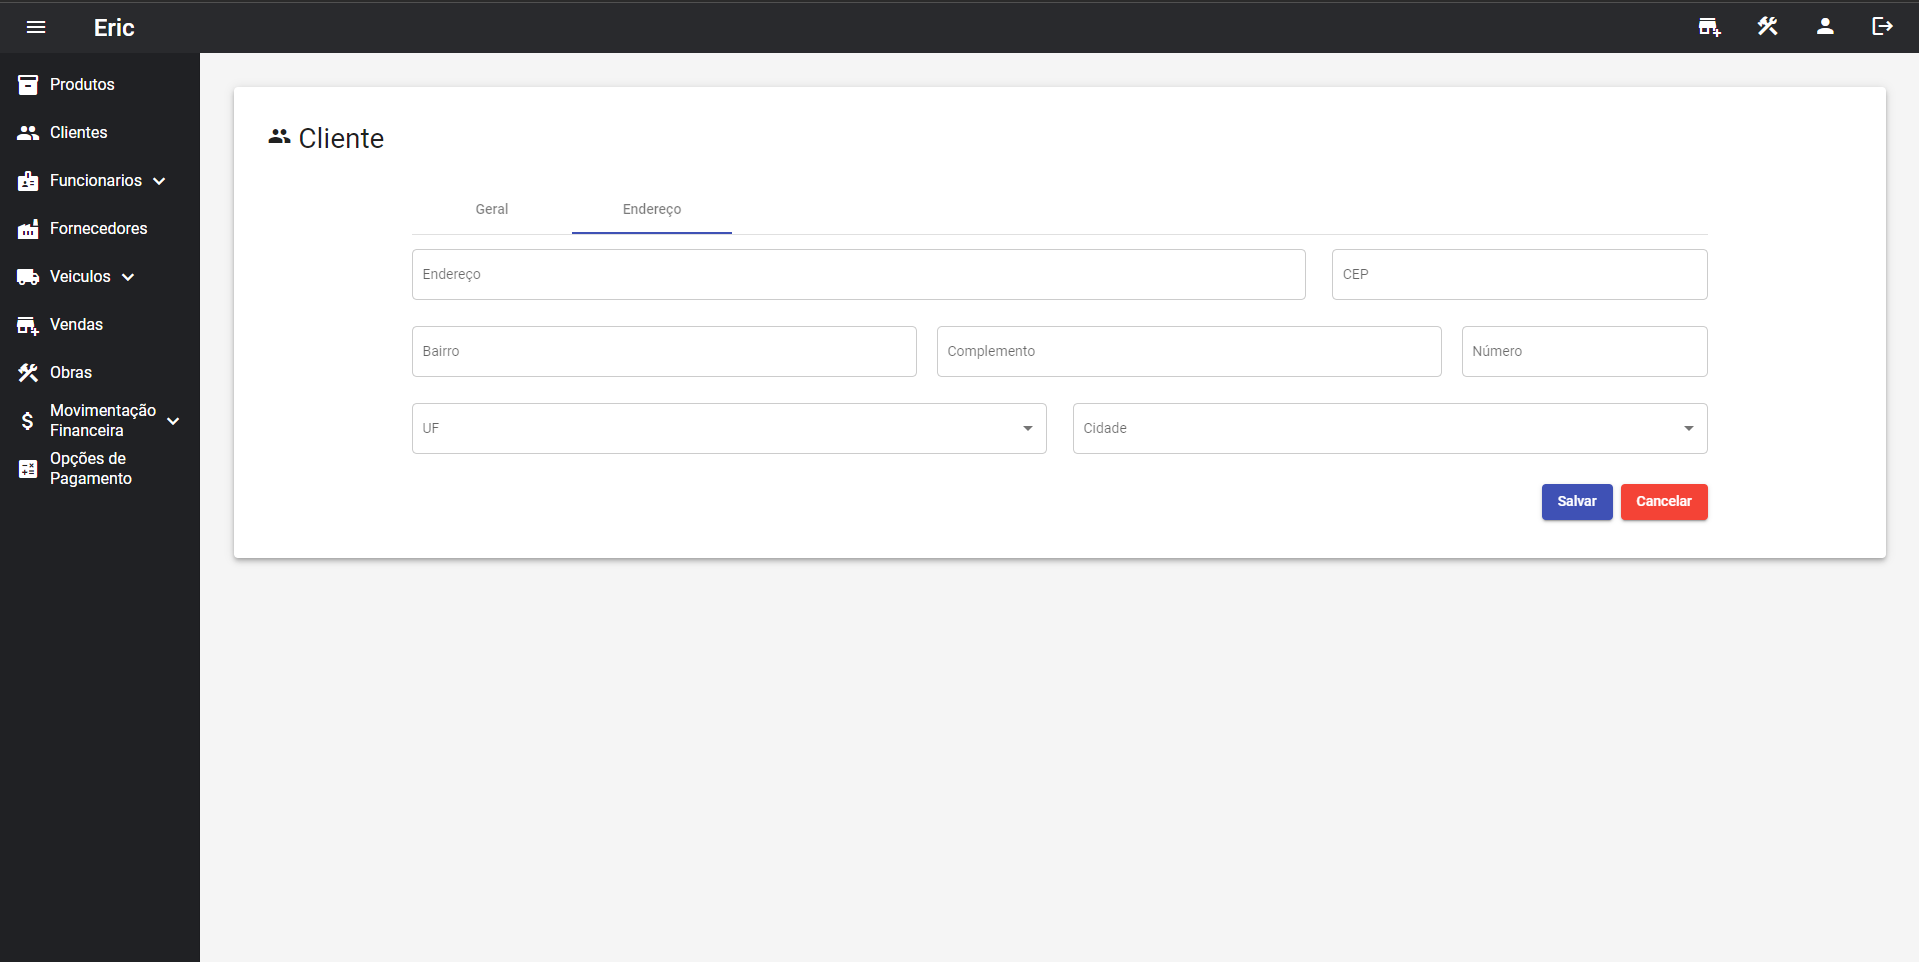 Eric
Produtos
Clientes
Funcionarios
Fornecedores
Veiculos
Vendas
Obras
Movimentação
Financeira
Opções de
Pagamento
Cliente
Geral Endereço
Endereço CEP
Bairro Complemento Número
UF Cidade
Salvar Cancelar